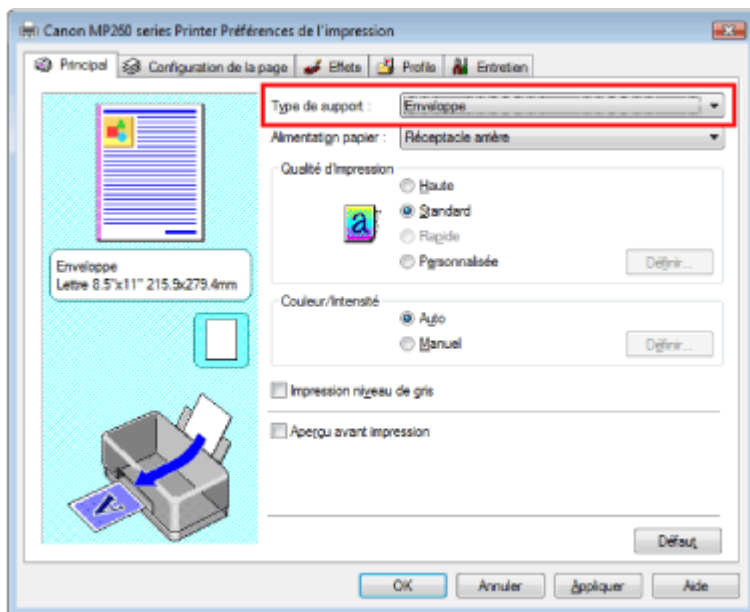 Canon MP260 series Printer Préférences de l'impression
Principal Configuration de la page Effets Profils Entretien
Type de support : Enveloppe
Alimentation papier : Réceptacle arrière
Qualité d'impression
Haute
Standard
Rapide
Personnalisée Définir...
Enveloppe
Lettre 8.5"x11" 215.9x279.4mm
Couleur/Intensité
Auto
Manuel Définir...
Impression niveau de gris
Aperçu avant impression
Défaut
OK Annuler Appliquer Aide